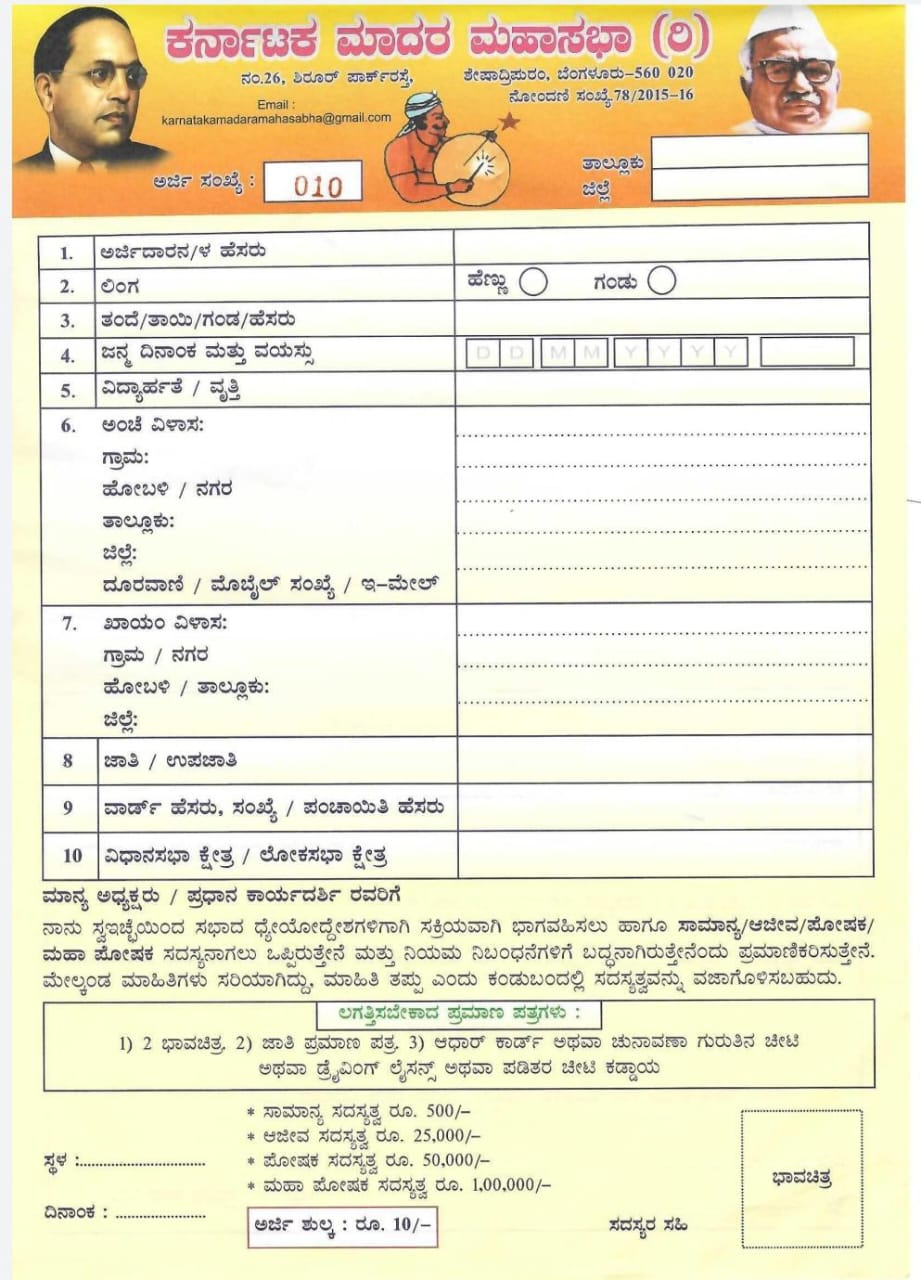 ಕರ್ನಾಟಕ ಮಾದರ ಮಹಾಸಭಾ (ರಿ)
ನಂ.26, ಶಿರೂರ್ ಪಾರ್ಕ್‌ರಸ್ತೆ, ಶೇಷಾದ್ರಿಪುರಂ, ಬೆಂಗಳೂರು-560 020
ನೋಂದಣಿ ಸಂಖ್ಯೆ.78/2015-16
Email :
karnatakamadaramahasabha@gmail.com
ಅರ್ಜಿ ಸಂಖ್ಯೆ : 010
ತಾಲ್ಲೂಕು
ಜಿಲ್ಲೆ
1. ಅರ್ಜಿದಾರನ/ಳ ಹೆಸರು
2. ಲಿಂಗ ಹೆಣ್ಣು ಗಂಡು
3. ತಂದೆ/ತಾಯಿ/ಗಂಡ/ಹೆಸರು
4. ಜನ್ಮ ದಿನಾಂಕ ಮತ್ತು ವಯಸ್ಸು D D M M Y Y Y Y
5. ವಿದ್ಯಾರ್ಹತೆ / ವೃತ್ತಿ
6. ಅಂಚೆ ವಿಳಾಸ:
ಗ್ರಾಮ:
ಹೋಬಳಿ / ನಗರ
ತಾಲ್ಲೂಕು:
ಜಿಲ್ಲೆ:
ದೂರವಾಣಿ / ಮೊಬೈಲ್ ಸಂಖ್ಯೆ / ಇ-ಮೇಲ್
7. ಖಾಯಂ ವಿಳಾಸ:
ಗ್ರಾಮ / ನಗರ
ಹೋಬಳಿ / ತಾಲ್ಲೂಕು:
ಜಿಲ್ಲೆ:
8 ಜಾತಿ / ಉಪಜಾತಿ
9 ವಾರ್ಡ್ ಹೆಸರು, ಸಂಖ್ಯೆ / ಪಂಚಾಯಿತಿ ಹೆಸರು
10 ವಿಧಾನಸಭಾ ಕ್ಷೇತ್ರ / ಲೋಕಸಭಾ ಕ್ಷೇತ್ರ
ಮಾನ್ಯ ಅಧ್ಯಕ್ಷರು / ಪ್ರಧಾನ ಕಾರ್ಯದರ್ಶಿ ರವರಿಗೆ
ನಾನು ಸ್ವಇಚ್ಛೆಯಿಂದ ಸಭಾದ ಧ್ಯೇಯೋದ್ದೇಶಗಳಿಗಾಗಿ ಸಕ್ರಿಯವಾಗಿ ಭಾಗವಹಿಸಲು ಹಾಗೂ ಸಾಮಾನ್ಯ/ಆಜೀವ/ಪೋಷಕ/
ಮಹಾ ಪೋಷಕ ಸದಸ್ಯನಾಗಲು ಒಪ್ಪಿರುತ್ತೇನೆ ಮತ್ತು ನಿಯಮ ನಿಬಂಧನೆಗಳಿಗೆ ಬದ್ಧನಾಗಿರುತ್ತೇನೆಂದು ಪ್ರಮಾಣಿಕರಿಸುತ್ತೇನೆ.
ಮೇಲ್ಕಂಡ ಮಾಹಿತಿಗಳು ಸರಿಯಾಗಿದ್ದು, ಮಾಹಿತಿ ತಪ್ಪು ಎಂದು ಕಂಡುಬಂದಲ್ಲಿ ಸದಸ್ಯತ್ವವನ್ನು ವಜಾಗೊಳಿಸಬಹುದು.
ಲಗತ್ತಿಸಬೇಕಾದ ಪ್ರಮಾಣ ಪತ್ರಗಳು :
1) 2 ಭಾವಚಿತ್ರ. 2) ಜಾತಿ ಪ್ರಮಾಣ ಪತ್ರ. 3) ಆಧಾರ್ ಕಾರ್ಡ್ ಅಥವಾ ಚುನಾವಣಾ ಗುರುತಿನ ಚೀಟಿ
ಅಥವಾ ಡ್ರೈವಿಂಗ್ ಲೈಸನ್ಸ್ ಅಥವಾ ಪಡಿತರ ಚೀಟಿ ಕಡ್ಡಾಯ
* ಸಾಮಾನ್ಯ ಸದಸ್ಯತ್ವ ರೂ. 500/-
* ಆಜೀವ ಸದಸ್ಯತ್ವ ರೂ. 25,000/-
* ಪೋಷಕ ಸದಸ್ಯತ್ವ ರೂ. 50,000/-
* ಮಹಾ ಪೋಷಕ ಸದಸ್ಯತ್ವ ರೂ. 1,00,000/-
ಸ್ಥಳ :..........................
ದಿನಾಂಕ : ......................
ಅರ್ಜಿ ಶುಲ್ಕ : ರೂ. 10/-
ಸದಸ್ಯರ ಸಹಿ
ಭಾವಚಿತ್ರ